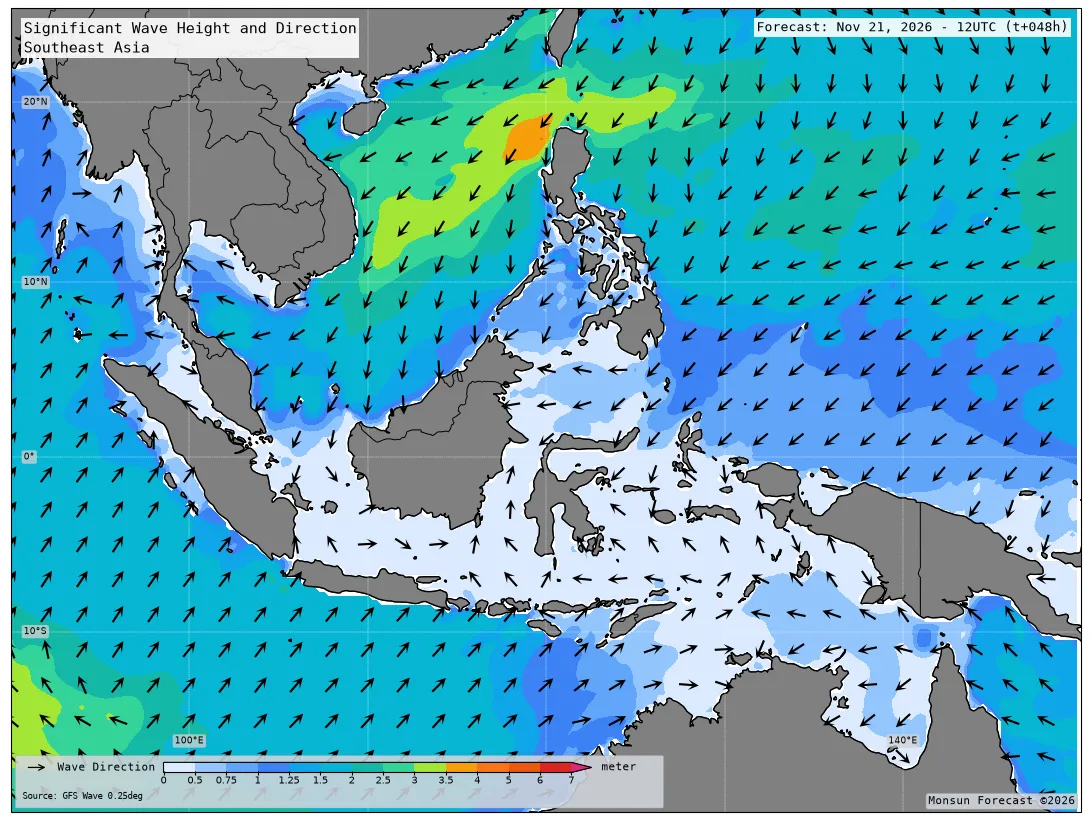 Significant Wave Height and Direction
Southeast Asia
Forecast: Nov 21, 2026 - 12UTC (t+048h)
20°N
10°N
0°
10°S
100°E
140°E
Wave Direction
meter
0 0.5 0.75 1 1.25 1.5 2 2.5 3 3.5 4 5 6 7
Source: GFS Wave 0.25deg
Monsun Forecast ©2026